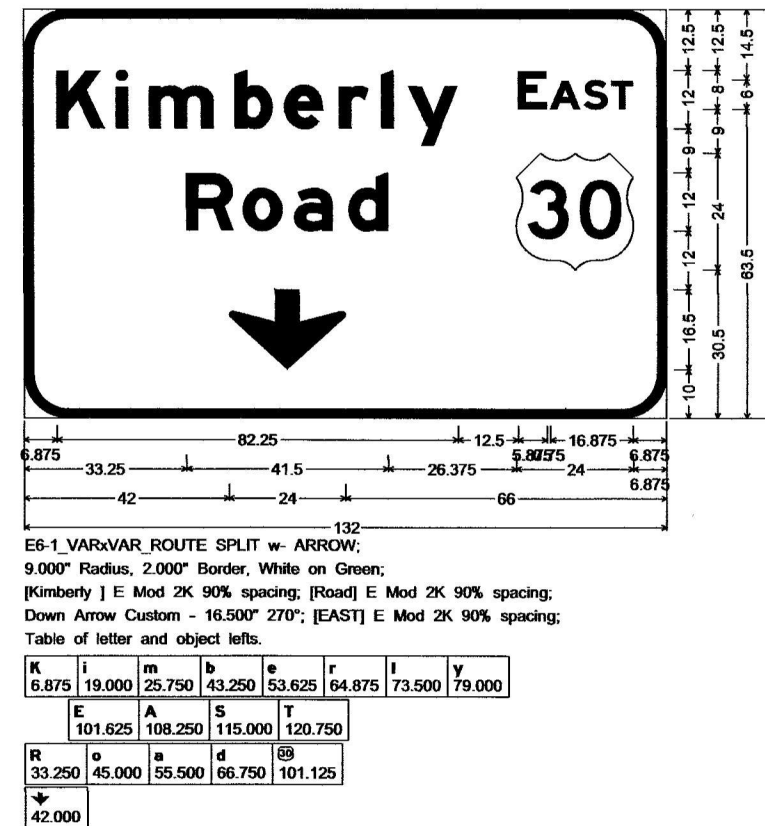 Kimberly
Road
EAST
30
12.5 12 9 12 12 16.5 10
12.5 8 9 24 30.5
14.5 6 63.5
6.875 82.25 12.5 16.875 6.875
33.25 41.5 26.375 24 6.875
42 24 66
132
E6-1_VARxVAR_ROUTE SPLIT w- ARROW;
9.000" Radius, 2.000" Border, White on Green;
[Kimberly ] E Mod 2K 90% spacing; [Road] E Mod 2K 90% spacing;
Down Arrow Custom - 16.500" 270°; [EAST] E Mod 2K 90% spacing;
Table of letter and object lefts.
K i m b e r l y
6.875 19.000 25.750 43.250 53.625 64.875 73.500 79.000
E A S T
101.625 108.250 115.000 120.750
R o a d 30
33.250 45.000 55.500 66.750 101.125
42.000